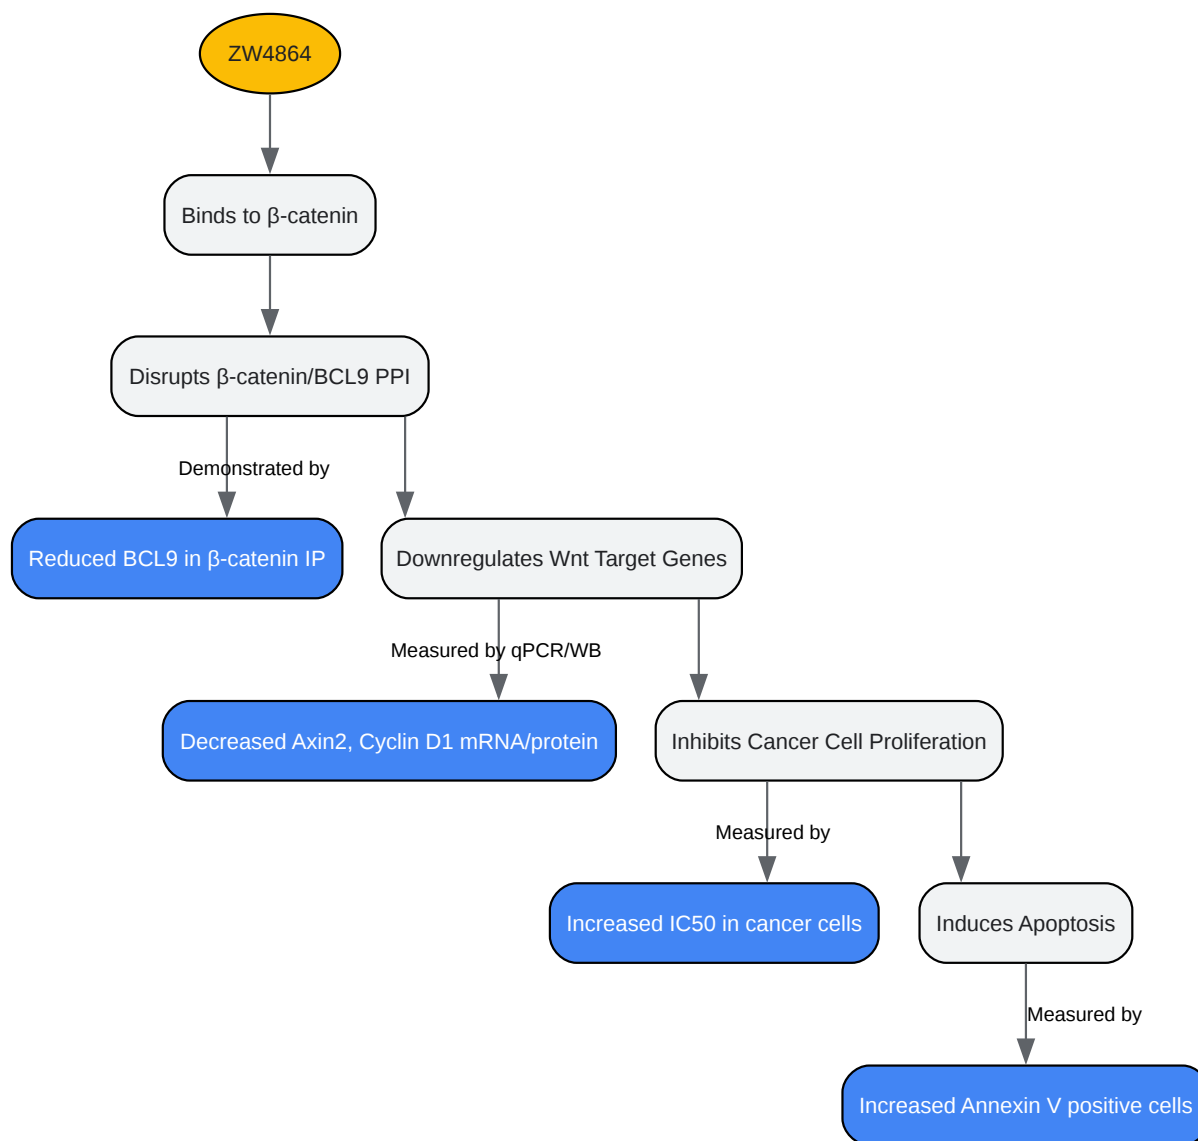 ZW4864
Binds to β-catenin
Disrupts β-catenin/BCL9 PPI
Demonstrated by
Reduced BCL9 in β-catenin IP
Downregulates Wnt Target Genes
Measured by qPCR/WB
Decreased Axin2, Cyclin D1 mRNA/protein
Inhibits Cancer Cell Proliferation
Measured by
Increased IC50 in cancer cells
Induces Apoptosis
Measured by
Increased Annexin V positive cells